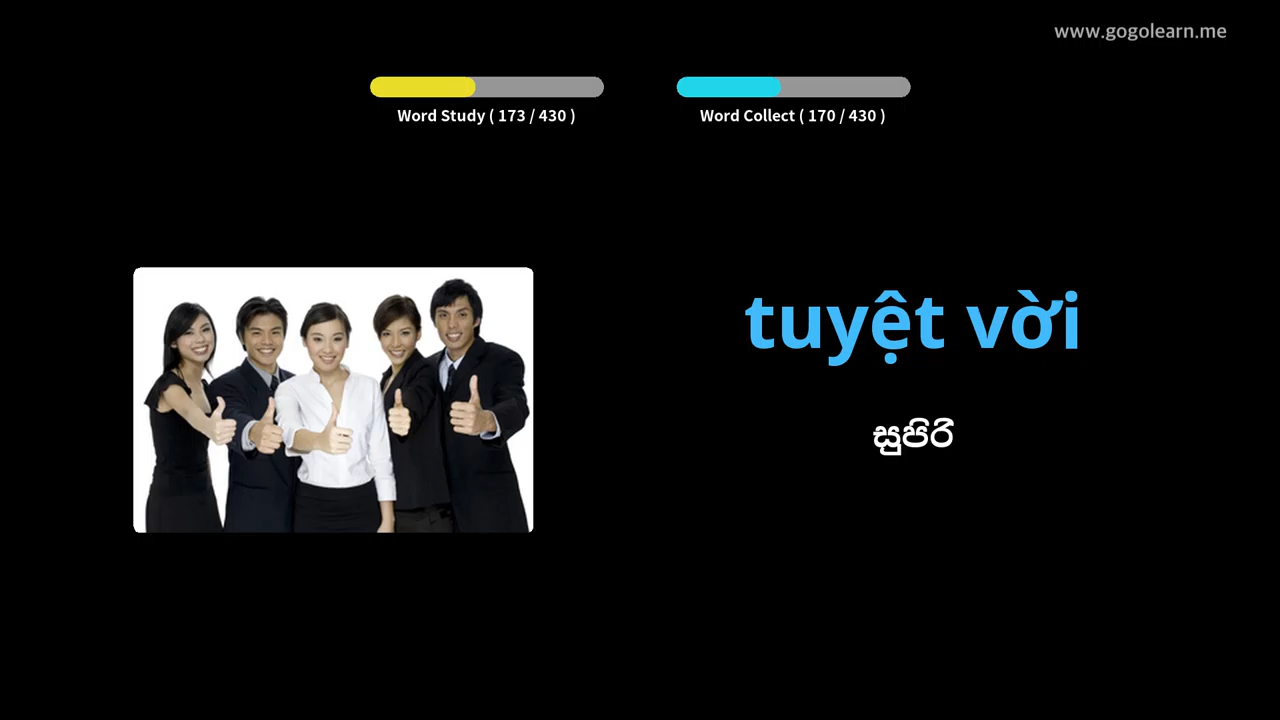 www.gogolearn.me
Word Study ( 173 / 430 )
Word Collect ( 170 / 430 )
tuyệt vời
සුපිරි